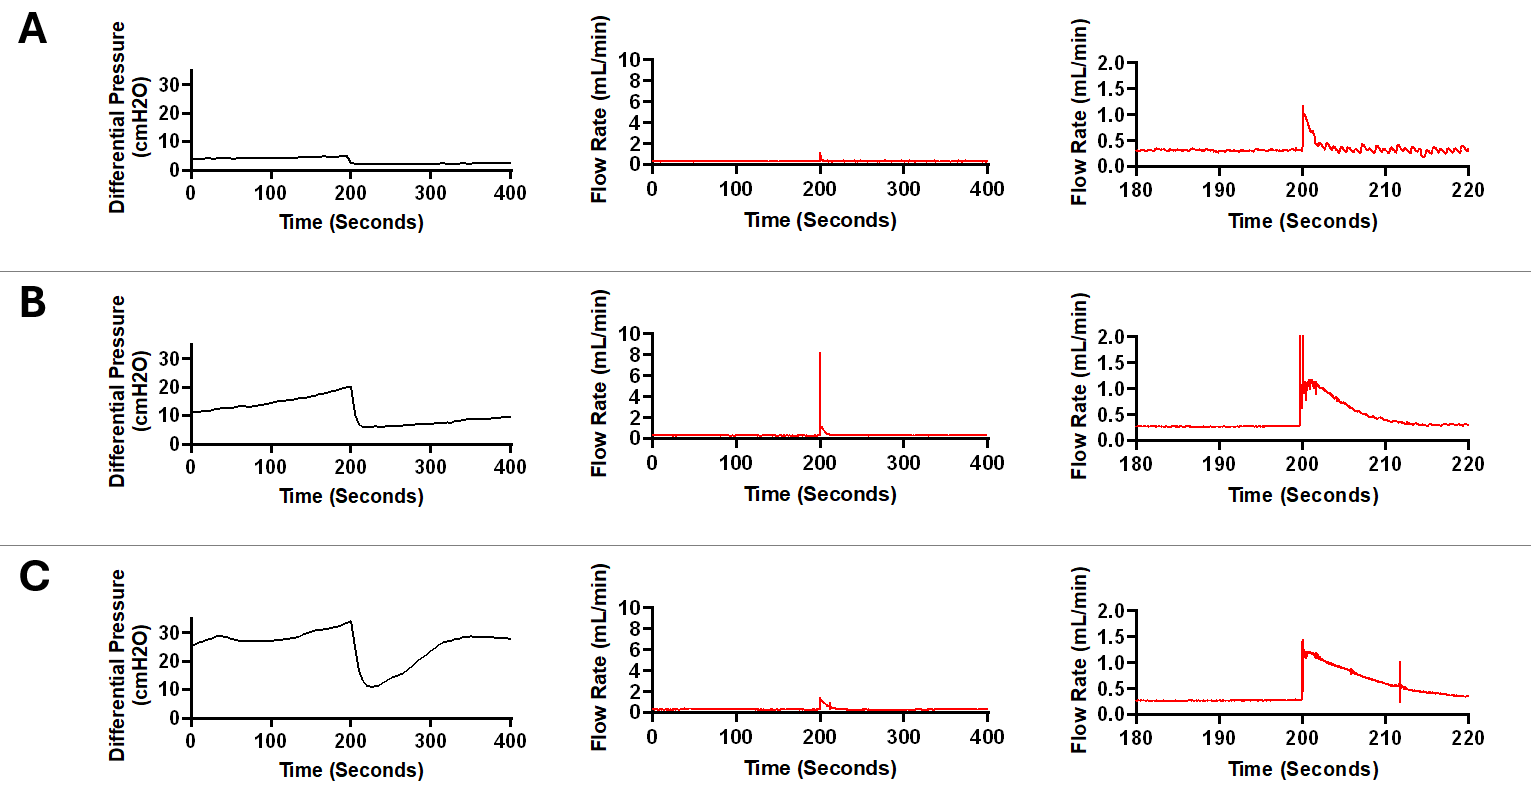 A
Differential Pressure
(cmH2O)
30
20
10
0
0 100 200 300 400
Time (Seconds)
Flow Rate (mL/min)
10
8
6
4
2
0
0 100 200 300 400
Time (Seconds)
Flow Rate (mL/min)
2.0
1.5
1.0
0.5
0.0
180 190 200 210 220
Time (Seconds)
B
Differential Pressure
(cmH2O)
30
20
10
0
0 100 200 300 400
Time (Seconds)
Flow Rate (mL/min)
10
8
6
4
2
0
0 100 200 300 400
Time (Seconds)
Flow Rate (mL/min)
2.0
1.5
1.0
0.5
0.0
180 190 200 210 220
Time (Seconds)
C
Differential Pressure
(cmH2O)
30
20
10
0
0 100 200 300 400
Time (Seconds)
Flow Rate (mL/min)
10
8
6
4
2
0
0 100 200 300 400
Time (Seconds)
Flow Rate (mL/min)
2.0
1.5
1.0
0.5
0.0
180 190 200 210 220
Time (Seconds)